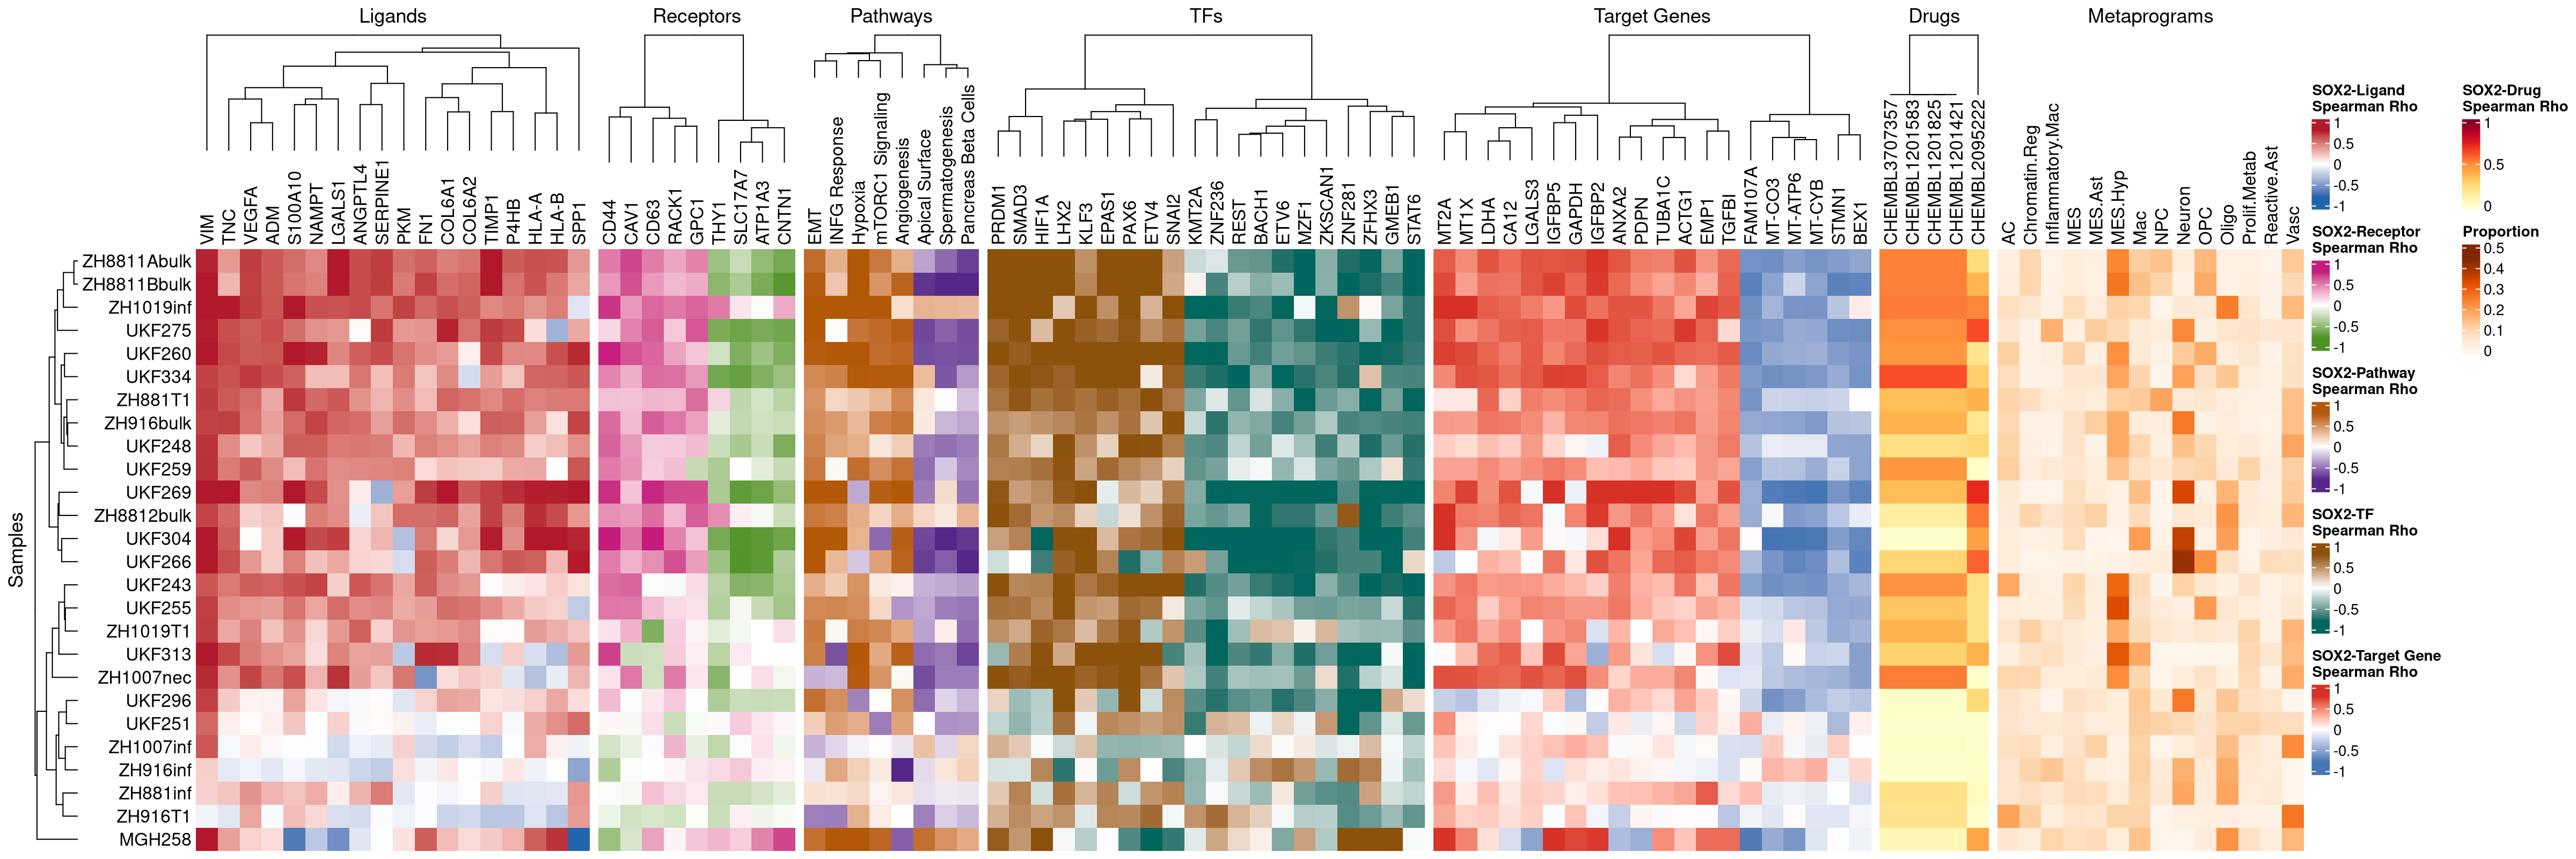 Ligands
Receptors
Pathways
TFs
Target Genes
Drugs
Metaprograms
VIM
TNC
VEGFA
ADM
S100A10
NAMPT
LGALS1
ANGPTL4
SERPINE1
PKM
FN1
COL6A1
COL6A2
TIMP1
P4HB
HLA-A
HLA-B
SPP1
CD44
CAV1
CD63
RACK1
GPC1
THY1
SLC17A7
ATP1A3
CNTN1
EMT
INFG Response
Hypoxia
mTORC1 Signaling
Angiogenesis
Apical Surface
Spermatogenesis
Pancreas Beta Cells
PRDM1
SMAD3
HIF1A
LHX2
KLF3
EPAS1
PAX6
ETV4
SNAI2
KMT2A
ZNF236
REST
BACH1
ETV6
MZF1
ZKSCAN1
ZNF281
ZFHX3
GMEB1
STAT6
MT2A
MT1X
LDHA
CA12
LGALS3
IGFBP5
GAPDH
IGFBP2
ANXA2
PDPN
TUBA1C
ACTG1
EMP1
TGFBI
FAM107A
MT-CO3
MT-ATP6
MT-CYB
STMN1
BEX1
CHEMBL3707357
CHEMBL1201583
CHEMBL1201825
CHEMBL1201421
CHEMBL2095222
AC
Chromatin.Reg
Inflammatory.Mac
MES
MES.Ast
MES.Hyp
Mac
NPC
Neuron
OPC
Oligo
Prolif.Metab
Reactive.Ast
Vasc
Samples
ZH8811Abulk
ZH8811Bbulk
ZH1019inf
UKF275
UKF260
UKF334
ZH881T1
ZH916bulk
UKF248
UKF259
UKF269
ZH8812bulk
UKF304
UKF266
UKF243
UKF255
ZH1019T1
UKF313
ZH1007nec
UKF296
UKF251
ZH1007inf
ZH916inf
ZH881inf
ZH916T1
MGH258
SOX2-Ligand
Spearman Rho
1
0.5
0
-0.5
-1
SOX2-Receptor
Spearman Rho
1
0.5
0
-0.5
-1
SOX2-Pathway
Spearman Rho
1
0.5
0
-0.5
-1
SOX2-TF
Spearman Rho
1
0.5
0
-0.5
-1
SOX2-Target Gene
Spearman Rho
1
0.5
0
-0.5
-1
SOX2-Drug
Spearman Rho
1
0.5
0
Proportion
0.5
0.4
0.3
0.2
0.1
0